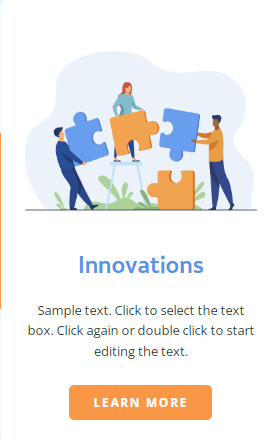 Innovations
Sample text. Click to select the text
box. Click again or double click to start
editing the text.
LEARN MORE